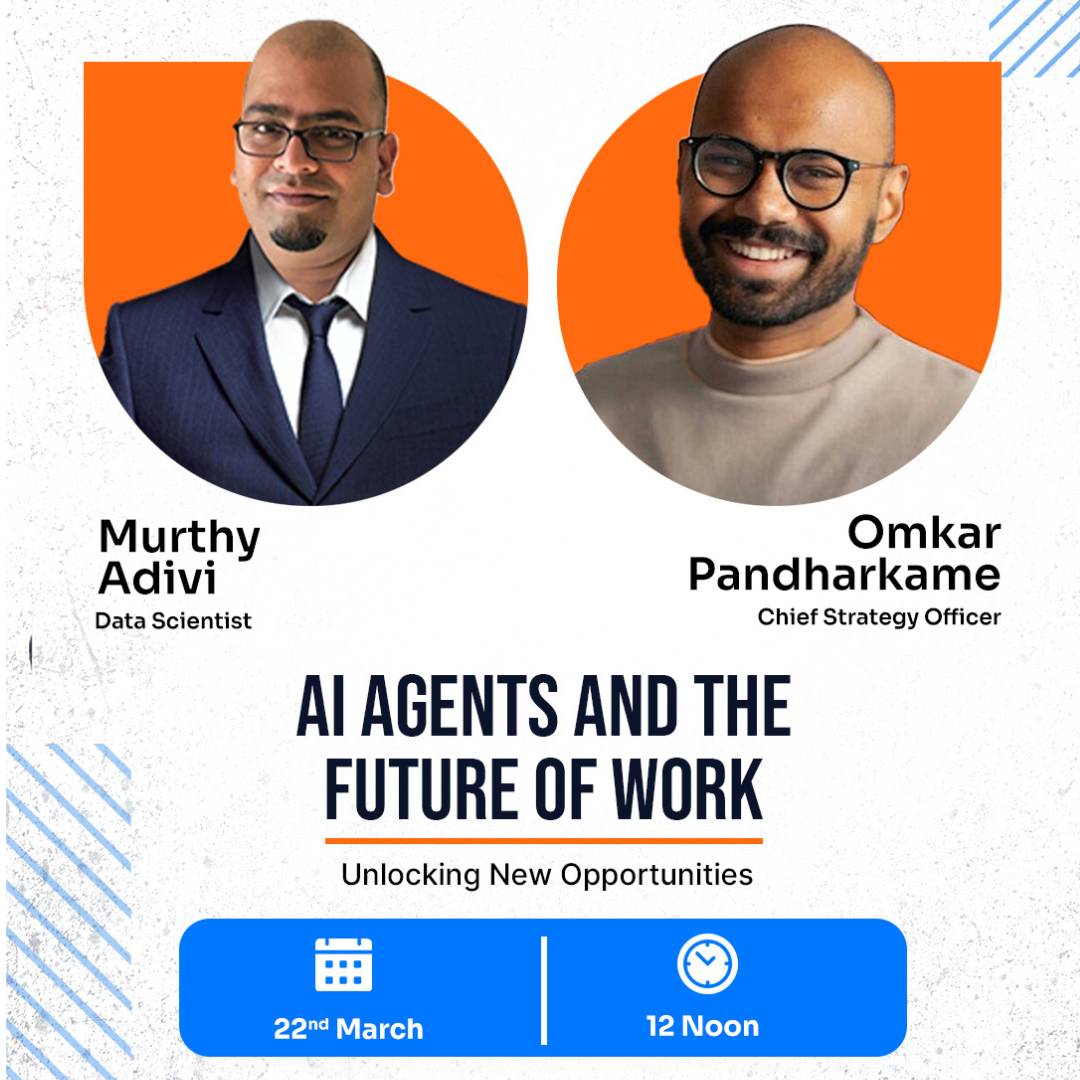 Murthy
Adivi
Data Scientist
Omkar
Pandharkame
Chief Strategy Officer
AI AGENTS AND THE
FUTURE OF WORK
Unlocking New Opportunities
22nd March
12 Noon